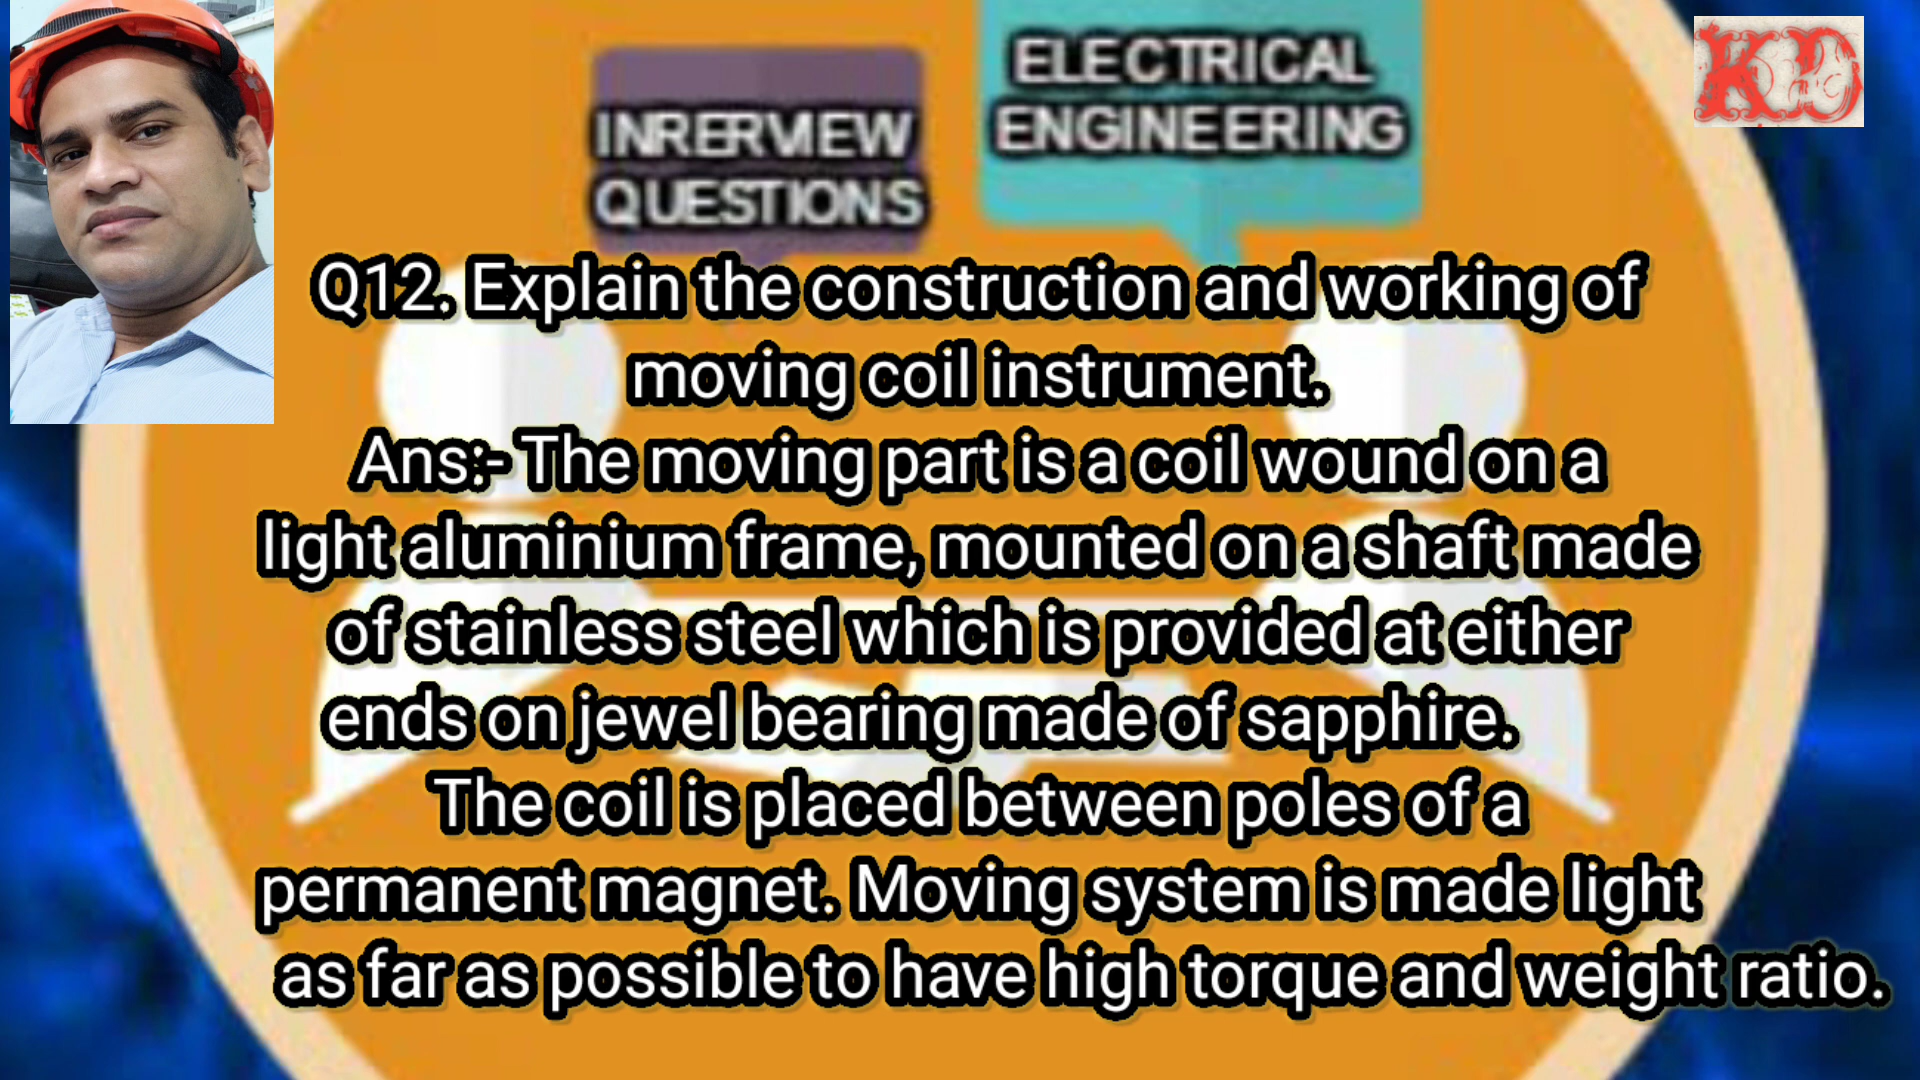 INRERVIEW
QUESTIONS
ELECTRICAL
ENGINEERING
KD
Q12. Explain the construction and working of
moving coil instrument.
Ans:- The moving part is a coil wound on a
light aluminium frame, mounted on a shaft made
of stainless steel which is provided at either
ends on jewel bearing made of sapphire.
The coil is placed between poles of a
permanent magnet. Moving system is made light
as far as possible to have high torque and weight ratio.